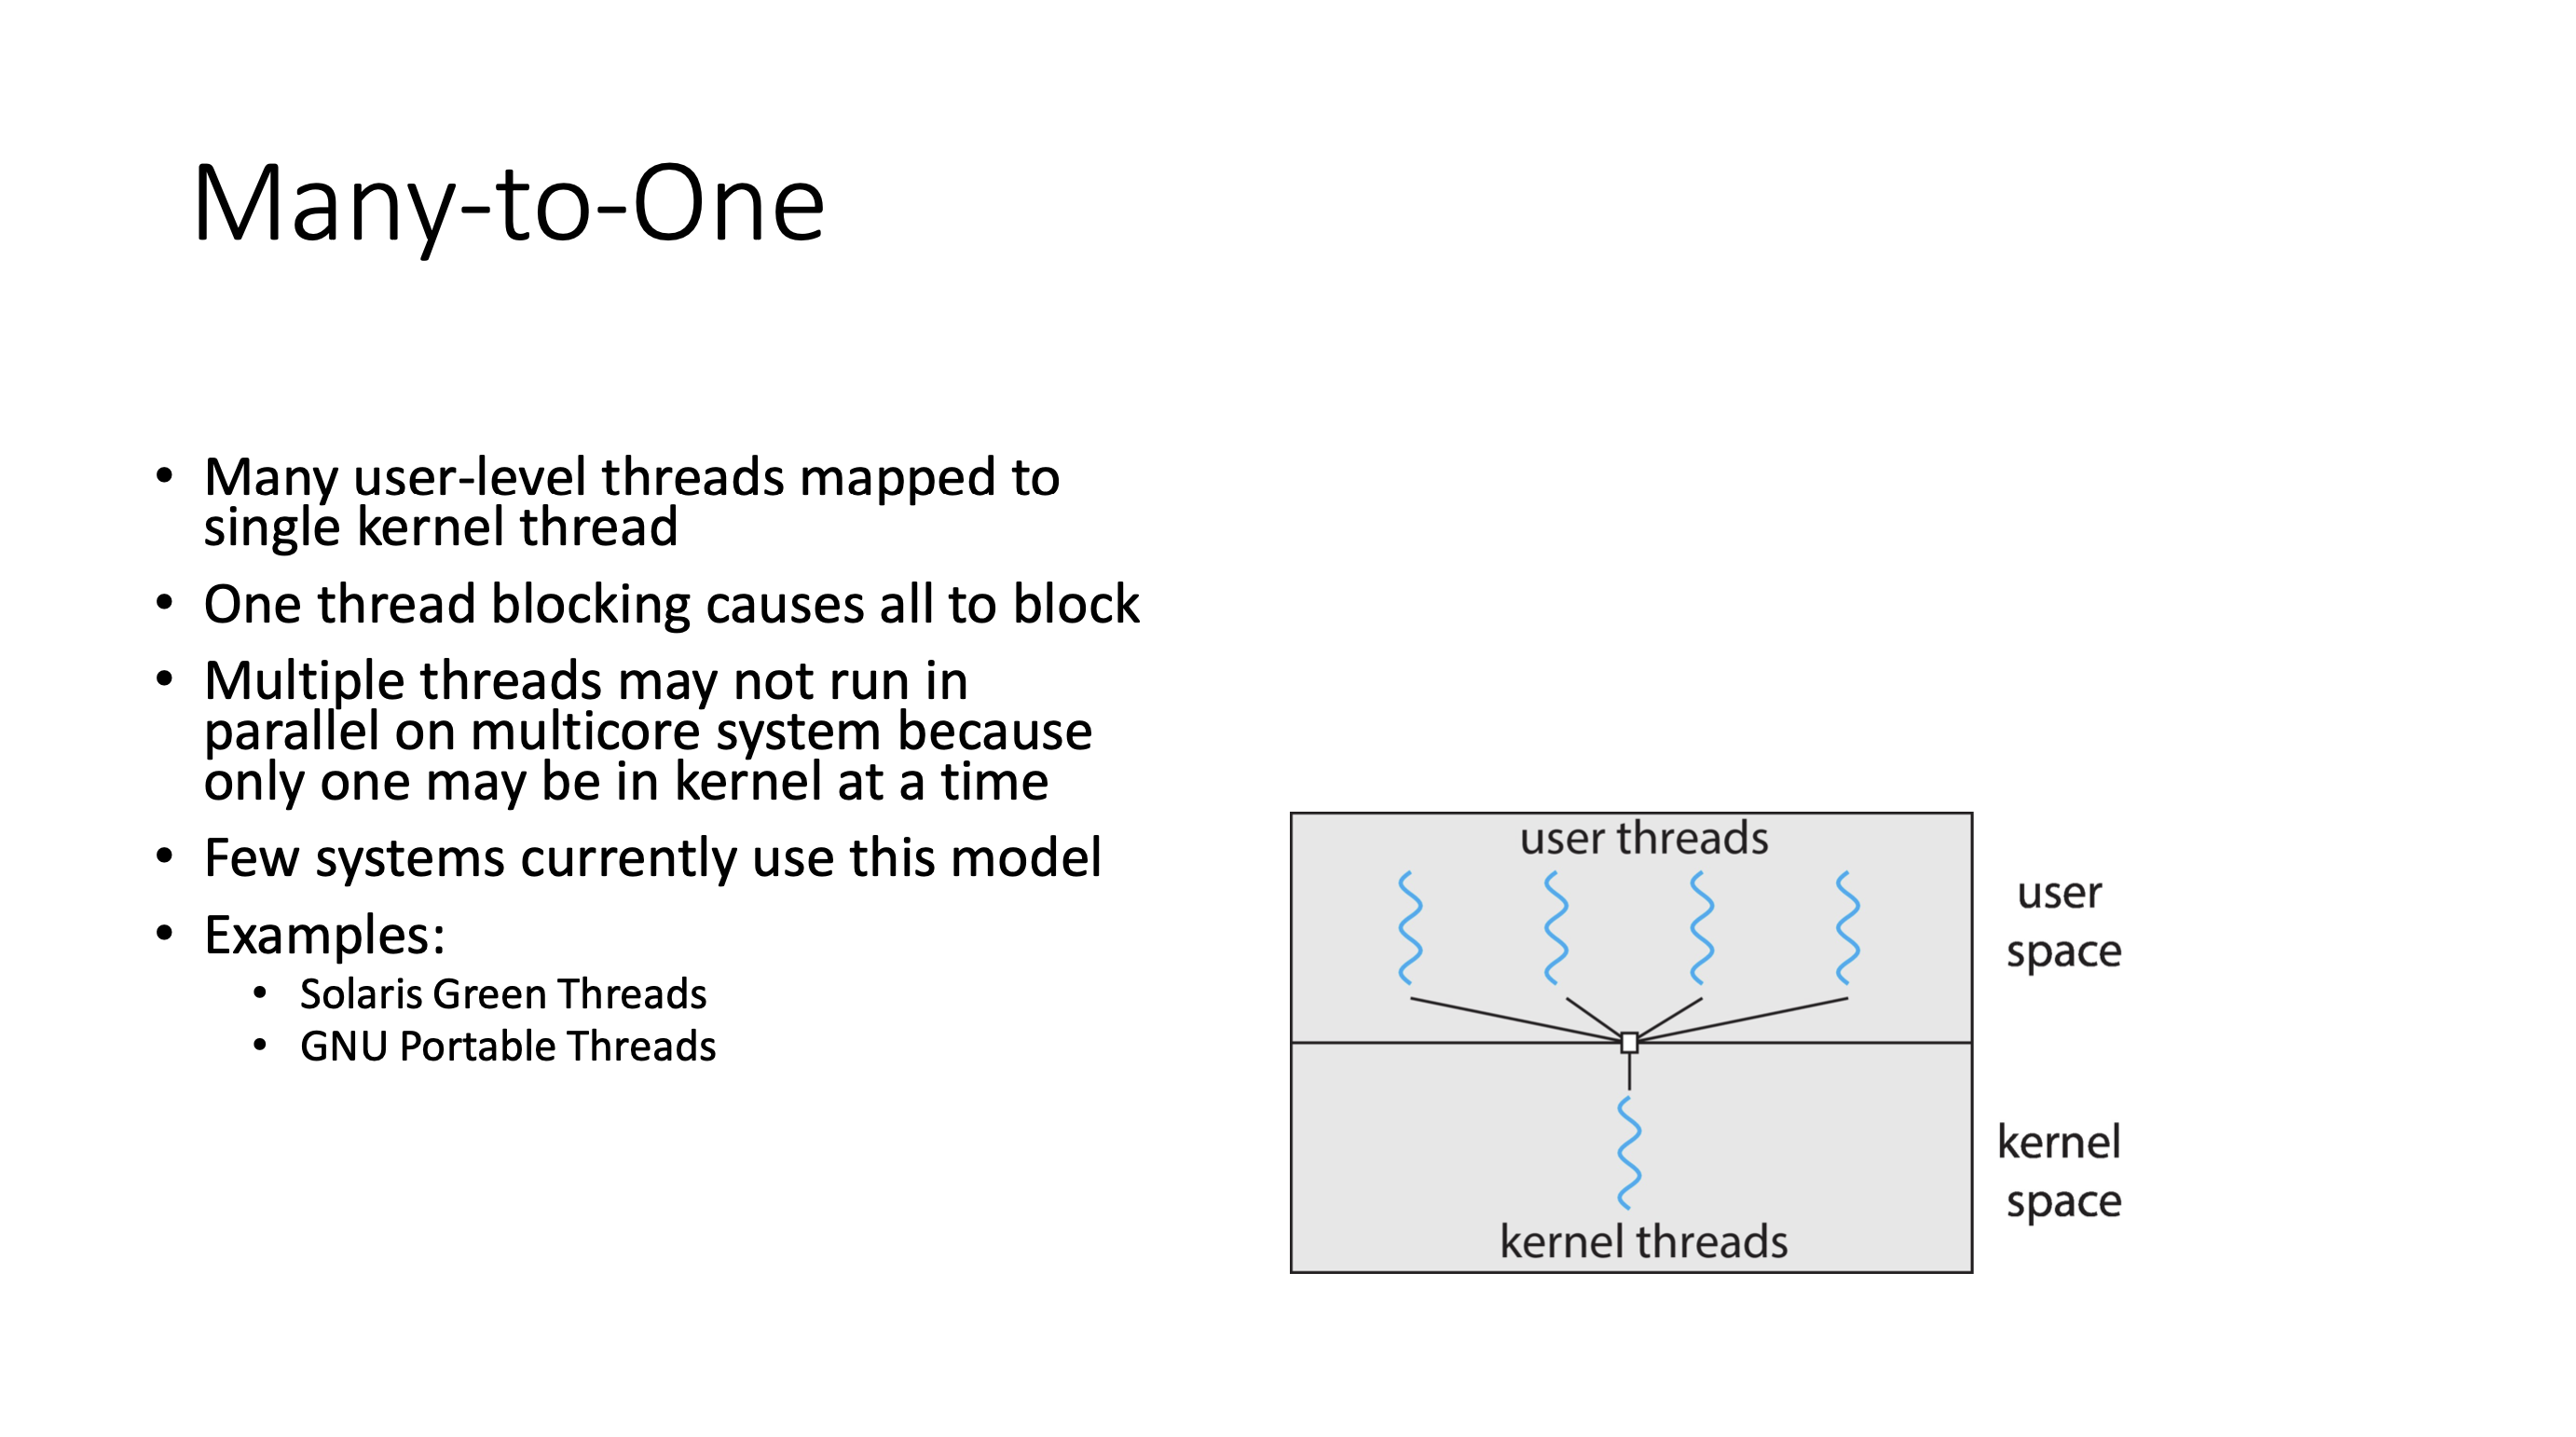 Many-to-One
• Many user-level threads mapped to
single kernel thread
• One thread blocking causes all to block
• Multiple threads may not run in
parallel on multicore system because
only one may be in kernel at a time
• Few systems currently use this model
• Examples:
• Solaris Green Threads
• GNU Portable Threads
user threads
user
space
kernel
space
kernel threads